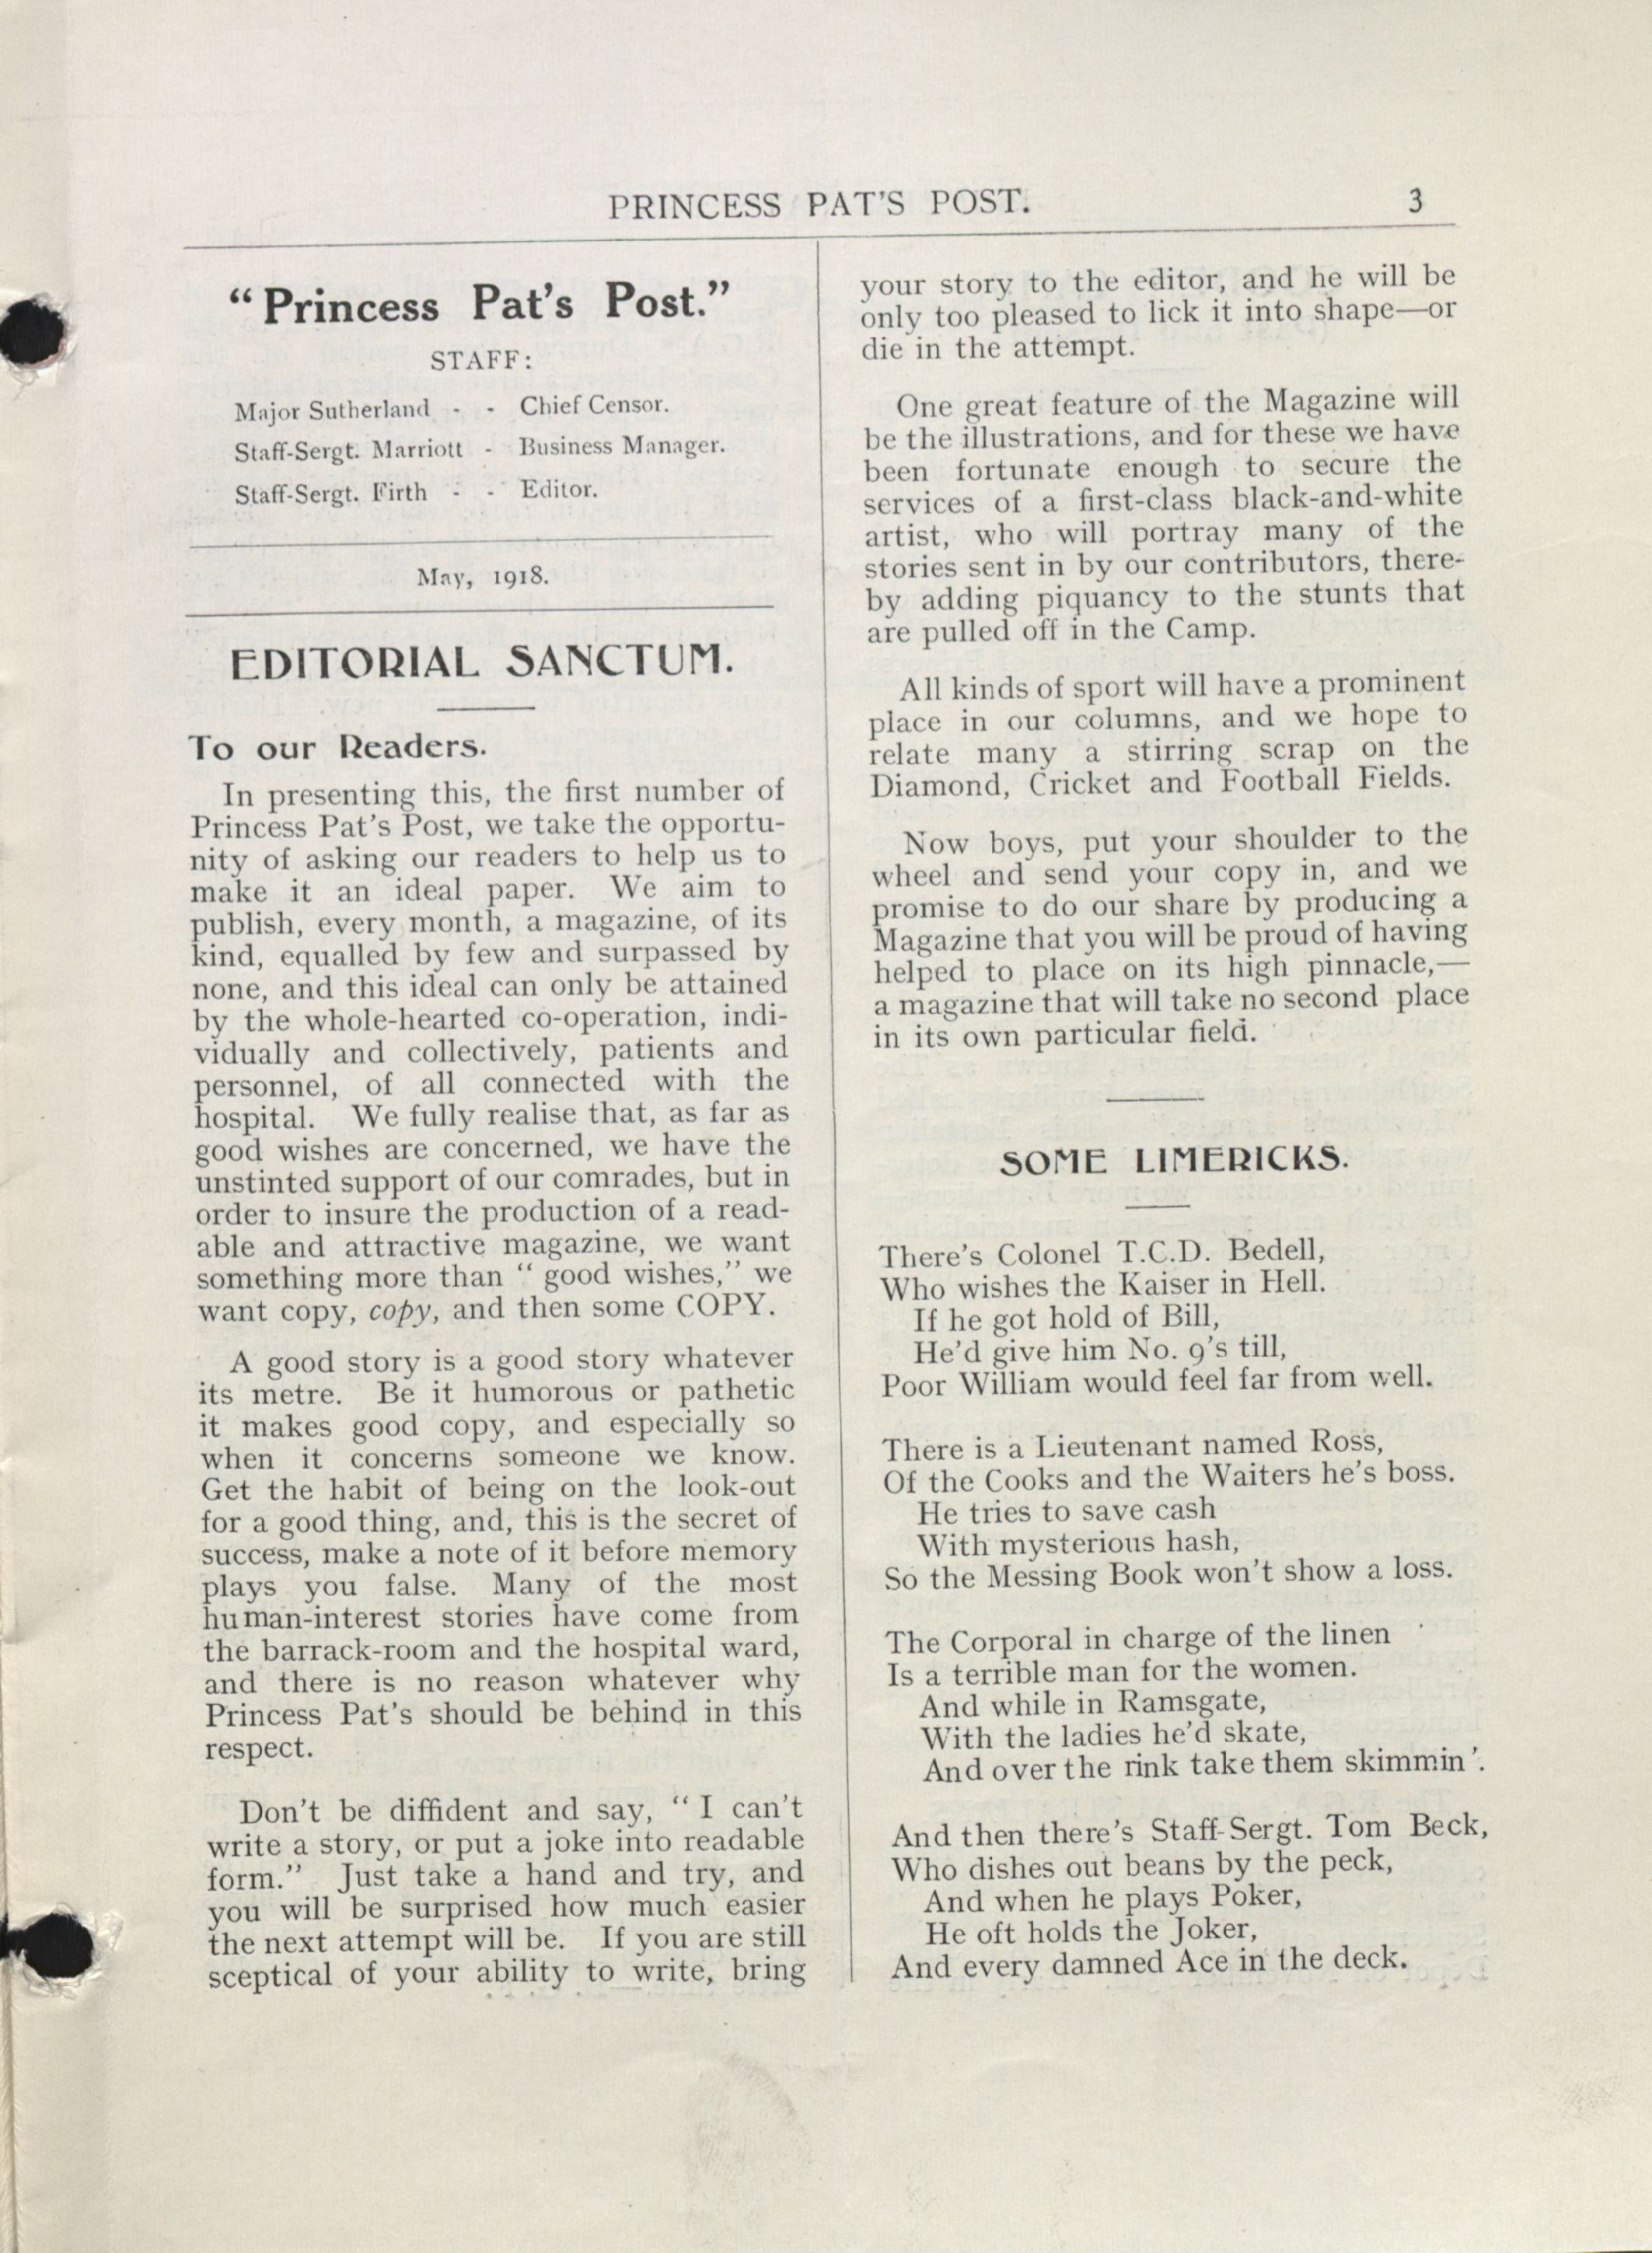 PRINCESS PAT'S POST.
3
“Princess Pat's Post.”
STAFF:
Major Sutherland - - Chief Censor.
Staff-Sergt. Marriott - Business Manager.
Staff-Sergt. Firth - - Editor.
May, 1918.
EDITORIAL SANCTUM.
To our Readers.
In presenting this, the first number of
Princess Pat's Post, we take the opportu-
nity of asking our readers to help us to
make it an ideal paper. We aim to
publish, every month, a magazine, of its
kind, equalled by few and surpassed by
none, and this ideal can only be attained
by the whole-hearted co-operation, indi-
vidually and collectively, patients and
personnel, of all connected with the
hospital. We fully realise that, as far as
good wishes are concerned, we have the
unstinted support of our comrades, but in
order to insure the production of a read-
able and attractive magazine, we want
something more than “ good wishes,” we
want copy, copy, and then some COPY.
A good story is a good story whatever
its metre. Be it humorous or pathetic
it makes good copy, and especially so
when it concerns someone we know.
Get the habit of being on the look-out
for a good thing, and, this is the secret of
success, make a note of it before memory
plays you false. Many of the most
human-interest stories have come from
the barrack-room and the hospital ward,
and there is no reason whatever why
Princess Pat's should be behind in this
respect.
Don't be diffident and say, “ I can't
write a story, or put a joke into readable
form.” Just take a hand and try, and
you will be surprised how much easier
the next attempt will be. If you are still
sceptical of your ability to write, bring
your story to the editor, and he will be
only too pleased to lick it into shape—or
die in the attempt.
One great feature of the Magazine will
be the illustrations, and for these we have
been fortunate enough to secure the
services of a first-class black-and-white
artist, who will portray many of the
stories sent in by our contributors, there-
by adding piquancy to the stunts that
are pulled off in the Camp.
All kinds of sport will have a prominent
place in our columns, and we hope to
relate many a stirring scrap on the
Diamond, Cricket and Football Fields.
Now boys, put your shoulder to the
wheel and send your copy in, and we
promise to do our share by producing a
Magazine that you will be proud of having
helped to place on its high pinnacle,—
a magazine that will take no second place
in its own particular field.
SOME LIMERICKS.
There's Colonel T.C.D. Bedell,
Who wishes the Kaiser in Hell.
If he got hold of Bill,
He'd give him No. 9's till,
Poor William would feel far from well.
There is a Lieutenant named Ross,
Of the Cooks and the Waiters he's boss.
He tries to save cash
With mysterious hash,
So the Messing Book won't show a loss.
The Corporal in charge of the linen
Is a terrible man for the women.
And while in Ramsgate,
With the ladies he'd skate,
And over the rink take them skimmin'.
And then there's Staff-Sergt. Tom Beck,
Who dishes out beans by the peck,
And when he plays Poker,
He oft holds the Joker,
And every damned Ace in the deck.